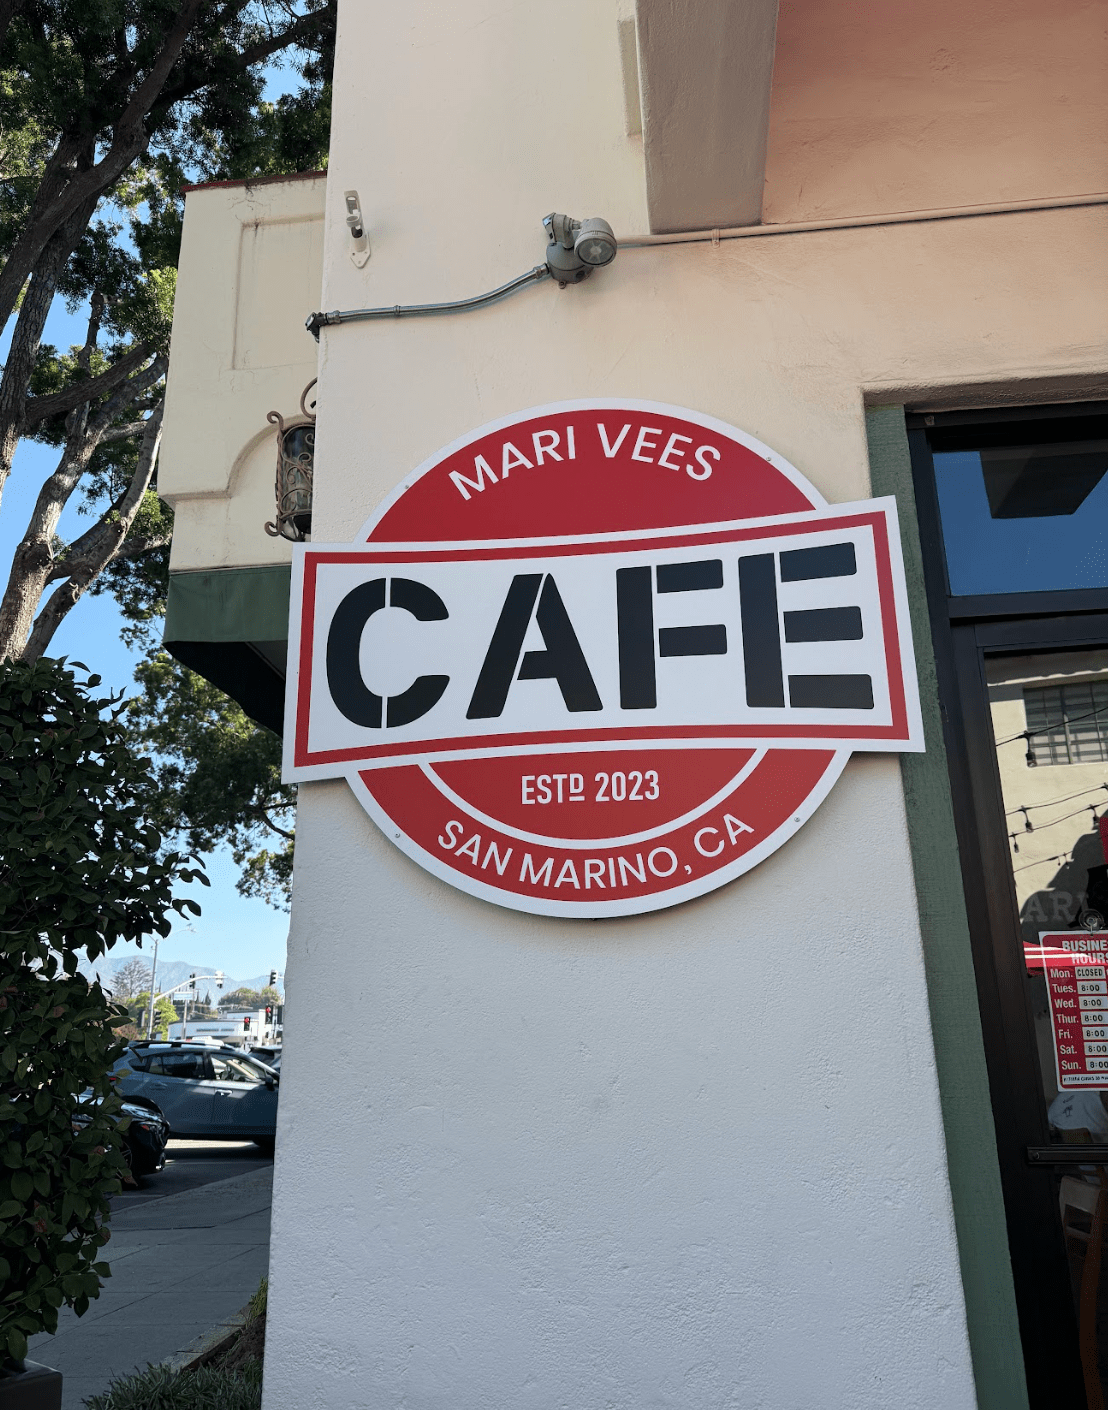 MARI VEES
CAFE
ESTD 2023
SAN MARINO, CA
BUSINE
HOURS
Mon. CLOSED
Tues. 8:00
Wed. 8:00
Thur. 8:00
Fri. 8:00
Sat. 8:00
Sun. 8:00